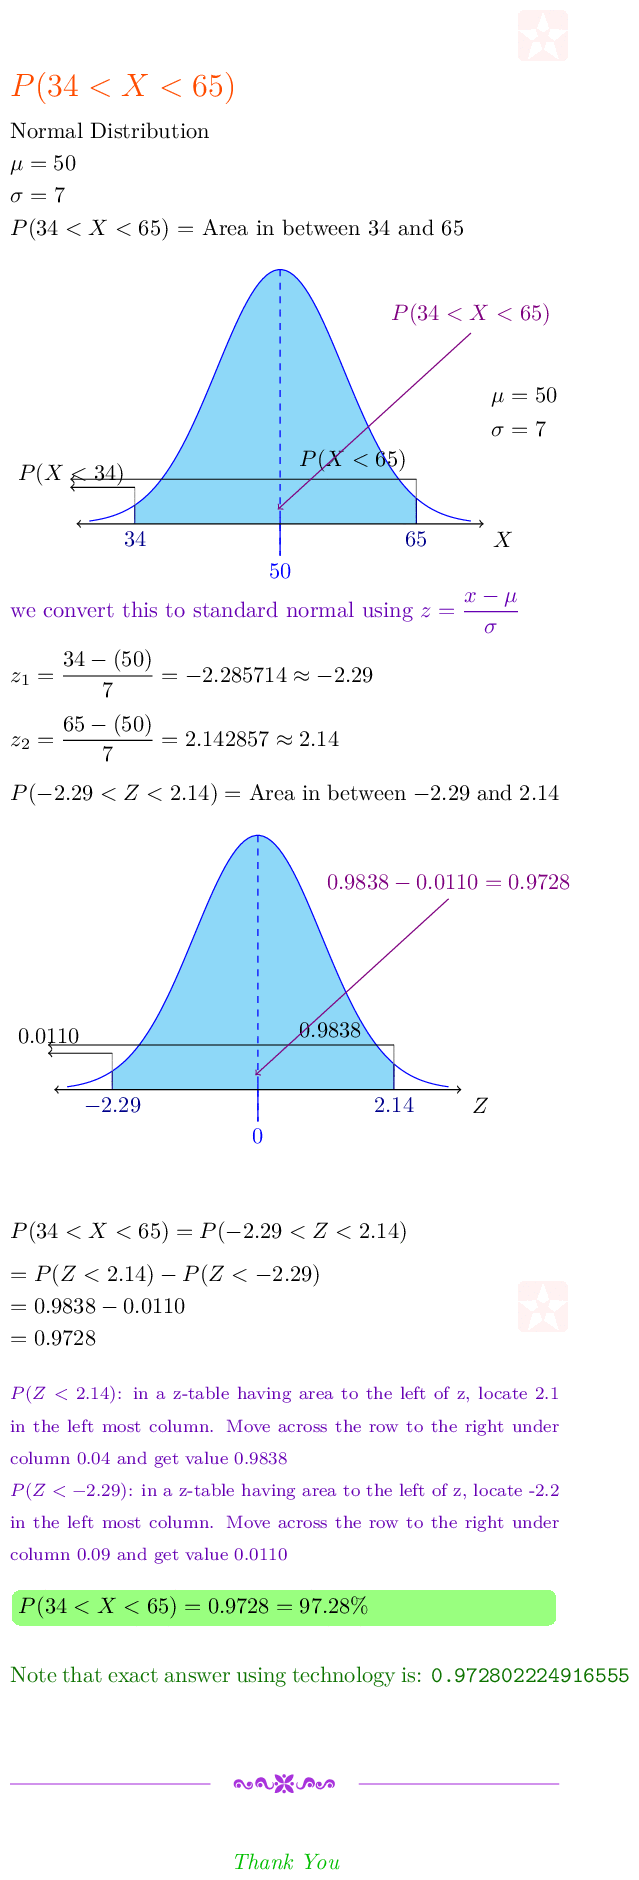 P(34 < X < 65)
Normal Distribution
μ = 50
σ = 7
P(34 < X < 65) = Area in between 34 and 65
P(34 < X < 65)
μ = 50
σ = 7
P(X < 65)
P(X < 34)
34
65
X
50
we convert this to standard normal using z = \frac{x − μ}{σ}
z₁ = \frac{34 − (50)}{7} = −2.285714 ≈ −2.29
z₂ = \frac{65 − (50)}{7} = 2.142857 ≈ 2.14
P(−2.29 < Z < 2.14) = Area in between −2.29 and 2.14
0.9838 − 0.0110 = 0.9728
0.9838
0.0110
−2.29
2.14
Z
0
P(34 < X < 65) = P(−2.29 < Z < 2.14)
= P(Z < 2.14) − P(Z < −2.29)
= 0.9838 − 0.0110
= 0.9728
P(Z < 2.14): in a z-table having area to the left of z, locate 2.1
in the left most column. Move across the row to the right under
column 0.04 and get value 0.9838
P(Z < −2.29): in a z-table having area to the left of z, locate -2.2
in the left most column. Move across the row to the right under
column 0.09 and get value 0.0110
P(34 < X < 65) = 0.9728 = 97.28%
Note that exact answer using technology is: 0.972802224916555
Thank You